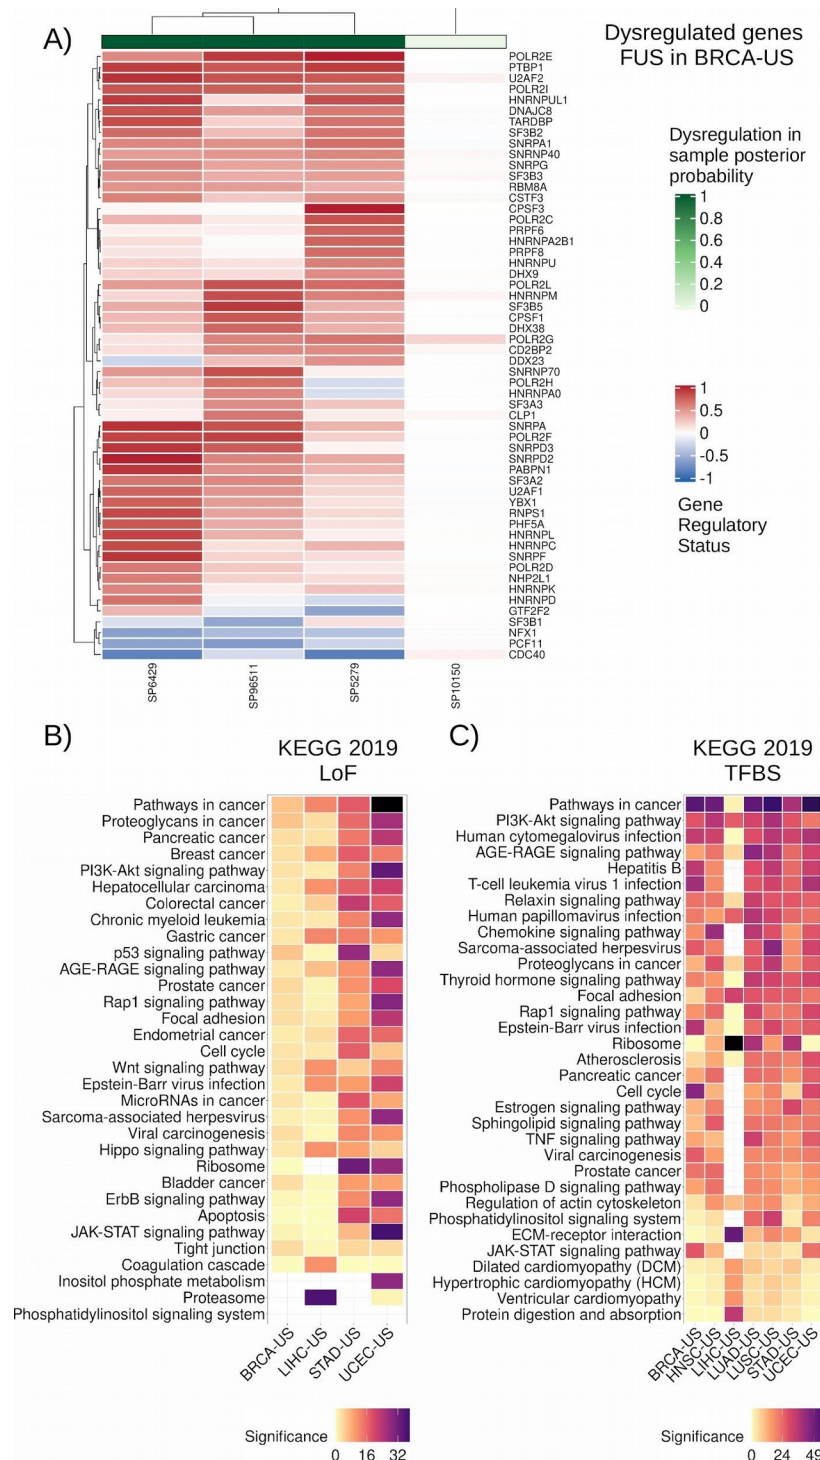 A)
Dysregulated genes
FUS in BRCA-US
POLR2E
PTBP1
U2AF2
POLR2I
HNRNPUL1
DNAJC8
TARDBP
SF3B2
SNRPA1
SNRNP40
SNRPG
SF3B3
RBM8A
CSTF3
CPSF3
POLR2C
PRPF6
HNRNPA2B1
PRPF8
HNRNPU
DHX9
POLR2L
HNRNPM
SF3B5
CPSF1
DHX38
POLR2G
CD2BP2
DDX23
SNRNP70
POLR2H
HNRNPA0
SF3A3
CLP1
SNRPA
POLR2F
SNRPD3
SNRPD2
PABPN1
SF3A2
U2AF1
YBX1
RNPS1
PHF5A
HNRNPL
HNRNPC
SNRPF
POLR2D
NHP2L1
HNRNPK
HNRNPD
GTF2F2
SF3B1
NFX1
PCF11
CDC40
SP6429
SP96511
SP5279
SP10150
Dysregulation in
sample posterior
probability
1
0.8
0.6
0.4
0.2
0
1
0.5
0
-0.5
-1
Gene
Regulatory
Status
B)
KEGG 2019
LoF
Pathways in cancer
Proteoglycans in cancer
Pancreatic cancer
Breast cancer
PI3K-Akt signaling pathway
Hepatocellular carcinoma
Colorectal cancer
Chronic myeloid leukemia
Gastric cancer
p53 signaling pathway
AGE-RAGE signaling pathway
Prostate cancer
Rap1 signaling pathway
Focal adhesion
Endometrial cancer
Cell cycle
Wnt signaling pathway
Epstein-Barr virus infection
MicroRNAs in cancer
Sarcoma-associated herpesvirus
Viral carcinogenesis
Hippo signaling pathway
Ribosome
Bladder cancer
ErbB signaling pathway
Apoptosis
JAK-STAT signaling pathway
Tight junction
Coagulation cascade
Inositol phosphate metabolism
Proteasome
Phosphatidylinositol signaling system
BRCA-US
LIHC-US
STAD-US
UCEC-US
Significance
0 16 32
C)
KEGG 2019
TFBS
Pathways in cancer
PI3K-Akt signaling pathway
Human cytomegalovirus infection
AGE-RAGE signaling pathway
Hepatitis B
T-cell leukemia virus 1 infection
Relaxin signaling pathway
Human papillomavirus infection
Chemokine signaling pathway
Sarcoma-associated herpesvirus
Proteoglycans in cancer
Thyroid hormone signaling pathway
Focal adhesion
Rap1 signaling pathway
Epstein-Barr virus infection
Ribosome
Atherosclerosis
Pancreatic cancer
Cell cycle
Estrogen signaling pathway
Sphingolipid signaling pathway
TNF signaling pathway
Viral carcinogenesis
Prostate cancer
Phospholipase D signaling pathway
Regulation of actin cytoskeleton
Phosphatidylinositol signaling system
ECM-receptor interaction
JAK-STAT signaling pathway
Dilated cardiomyopathy (DCM)
Hypertrophic cardiomyopathy (HCM)
Ventricular cardiomyopathy
Protein digestion and absorption
BRCA-US
HNSC-US
LIHC-US
LUAD-US
LUSC-US
STAD-US
UCEC-US
Significance
0 24 49